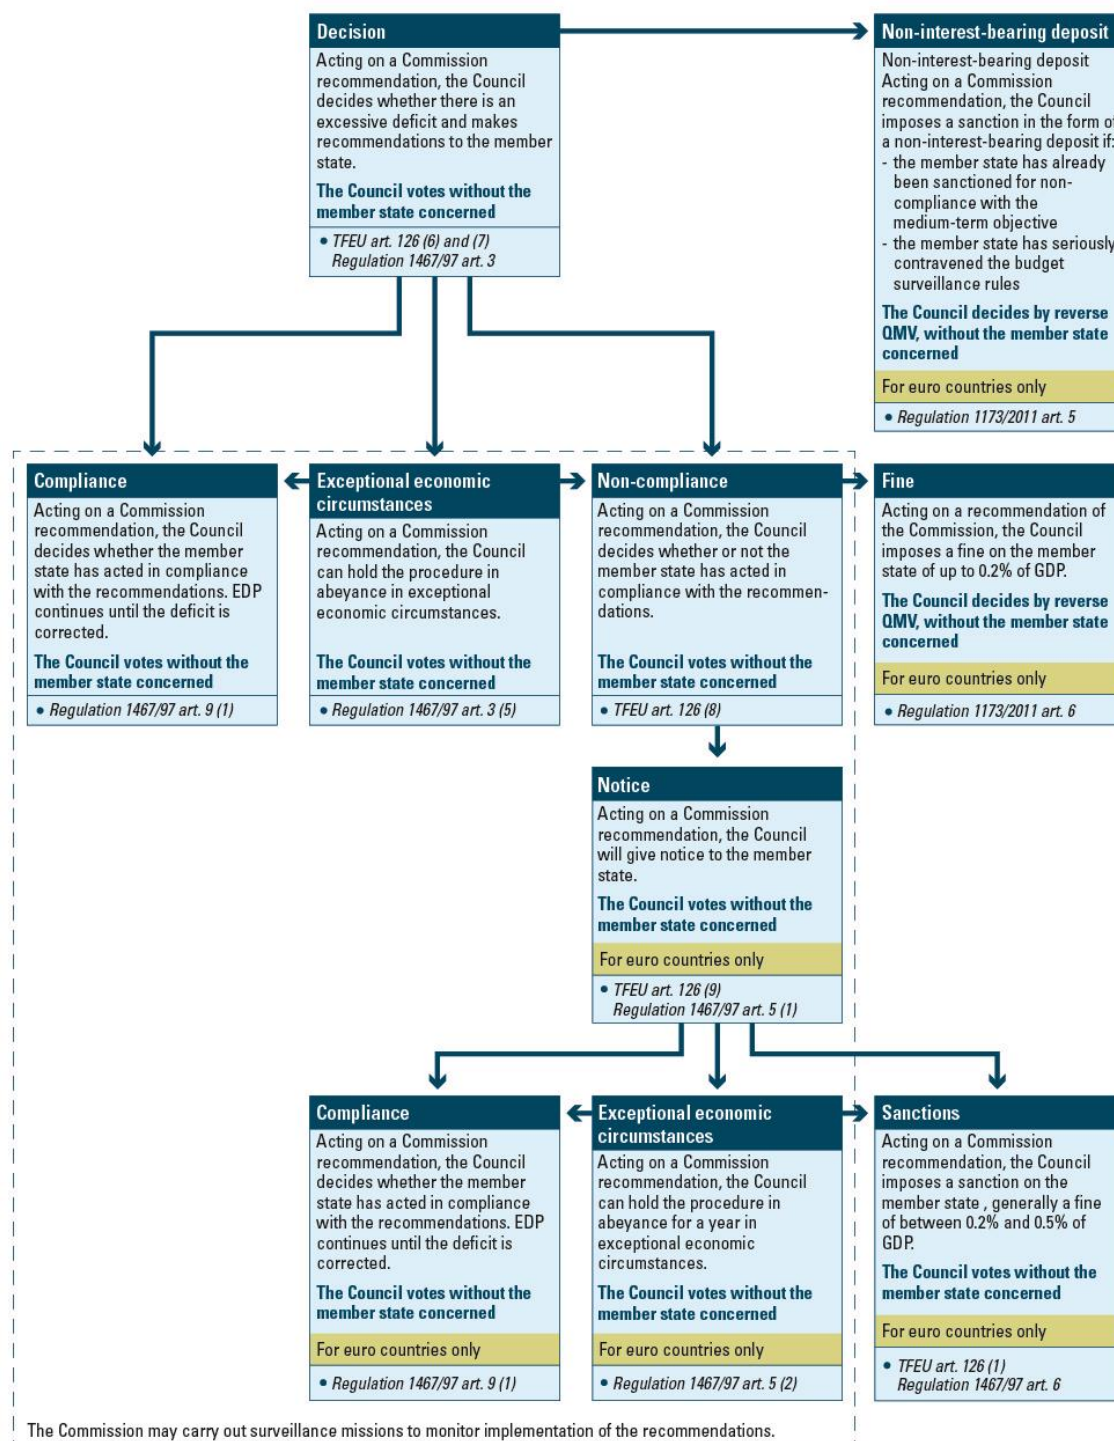 Decision
Acting on a Commission
recommendation, the Council
decides whether there is an
excessive deficit and makes
recommendations to the member
state.
The Council votes without the
member state concerned
• TFEU art. 126 (6) and (7)
Regulation 1467/97 art. 3
Non-interest-bearing deposit
Non-interest-bearing deposit
Acting on a Commission
recommendation, the Council
imposes a sanction in the form of
a non-interest-bearing deposit if:
- the member state has already
been sanctioned for non-
compliance with the
medium-term objective
- the member state has seriously
contravened the budget
surveillance rules
The Council decides by reverse
QMV, without the member state
concerned
For euro countries only
• Regulation 1173/2011 art. 5
Compliance
Acting on a Commission
recommendation, the Council
decides whether the member
state has acted in compliance
with the recommendations. EDP
continues until the deficit is
corrected.
The Council votes without the
member state concerned
• Regulation 1467/97 art. 9 (1)
Exceptional economic
circumstances
Acting on a Commission
recommendation, the Council
can hold the procedure in
abeyance in exceptional
economic circumstances.
The Council votes without the
member state concerned
• Regulation 1467/97 art. 3 (5)
Non-compliance
Acting on a Commission
recommendation, the Council
decides whether or not the
member state has acted in
compliance with the recommen-
dations.
The Council votes without the
member state concerned
• TFEU art. 126 (8)
Fine
Acting on a recommendation of
the Commission, the Council
imposes a fine on the member
state of up to 0.2% of GDP.
The Council decides by reverse
QMV, without the member state
concerned
For euro countries only
• Regulation 1173/2011 art. 6
Notice
Acting on a Commission
recommendation, the Council
will give notice to the member
state.
The Council votes without the
member state concerned
For euro countries only
• TFEU art. 126 (9)
Regulation 1467/97 art. 5 (1)
Compliance
Acting on a Commission
recommendation, the Council
decides whether the member
state has acted in compliance
with the recommendations. EDP
continues until the deficit is
corrected.
The Council votes without the
member state concerned
For euro countries only
• Regulation 1467/97 art. 9 (1)
Exceptional economic
circumstances
Acting on a Commission
recommendation, the Council
can hold the procedure in
abeyance for a year in
exceptional economic
circumstances.
The Council votes without the
member state concerned
For euro countries only
• Regulation 1467/97 art. 5 (2)
Sanctions
Acting on a Commission
recommendation, the Council
imposes a sanction on the
member state , generally a fine
of between 0.2% and 0.5% of
GDP.
The Council votes without the
member state concerned
For euro countries only
• TFEU art. 126 (1)
Regulation 1467/97 art. 6
The Commission may carry out surveillance missions to monitor implementation of the recommendations.